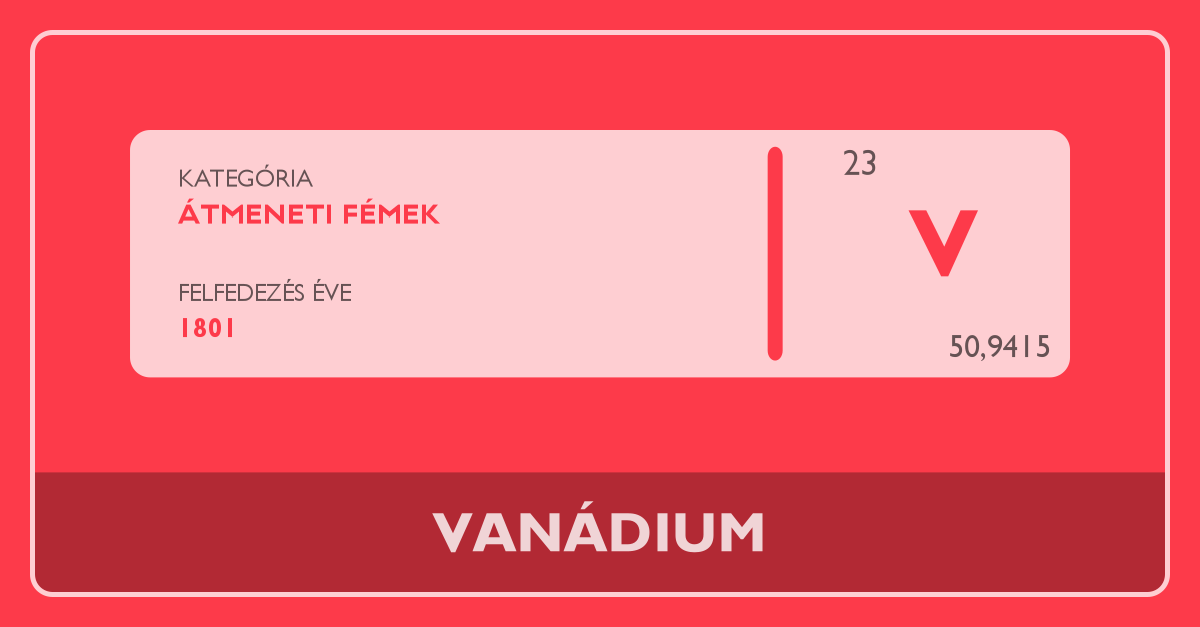 KATEGÓRIA
ÁTMENETI FÉMEK
FELFEDEZÉS ÉVE
1801
23
V
50,9415
VANÁDIUM